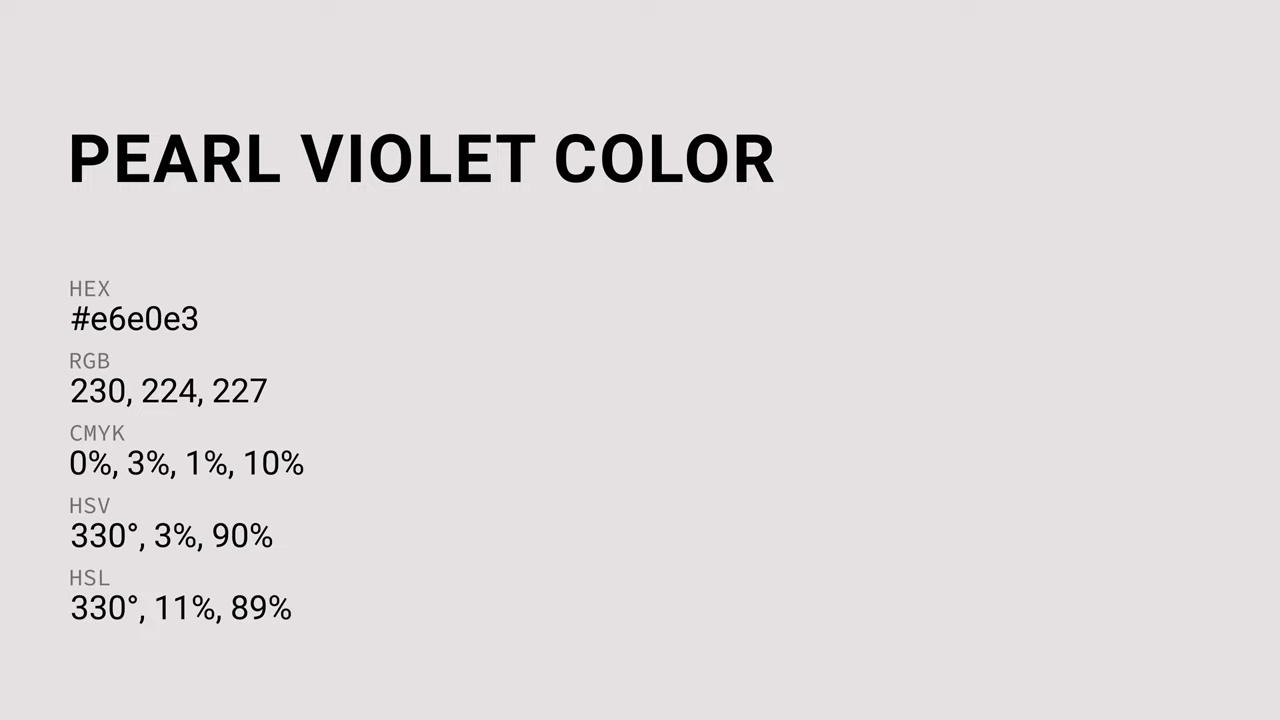 PEARL VIOLET COLOR
HEX
#e6e0e3
RGB
230, 224, 227
CMYK
0%, 3%, 1%, 10%
HSV
330°, 3%, 90%
HSL
330°, 11%, 89%